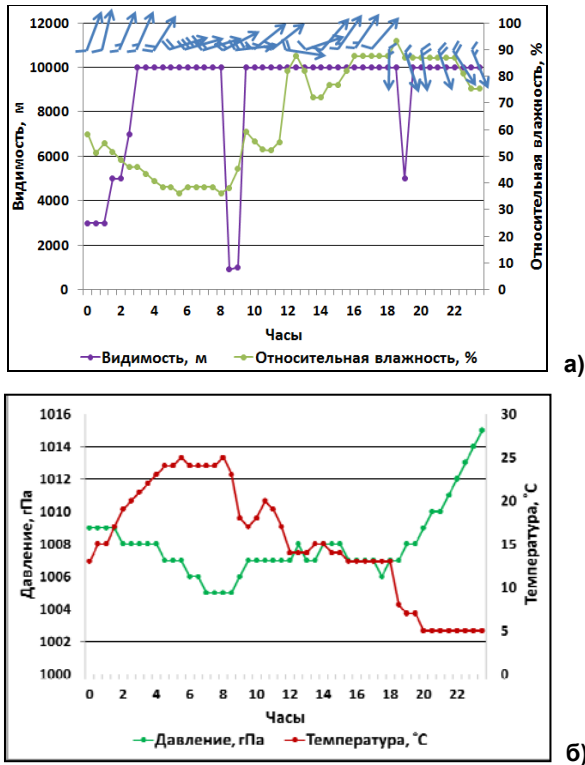 12000
10000
8000
6000
4000
2000
0
Видимость, м
100
90
80
70
60
50
40
30
20
10
0
Относительная влажность, %
0 2 4 6 8 10 12 14 16 18 20 22
Часы
Видимость, м Относительная влажность, %
а)
1016
1014
1012
1010
1008
1006
1004
1002
1000
Давление, гПа
30
25
20
15
10
5
0
Температура, ˚С
0 2 4 6 8 10 12 14 16 18 20 22
Часы
Давление, гПа Температура, ˚С
б)